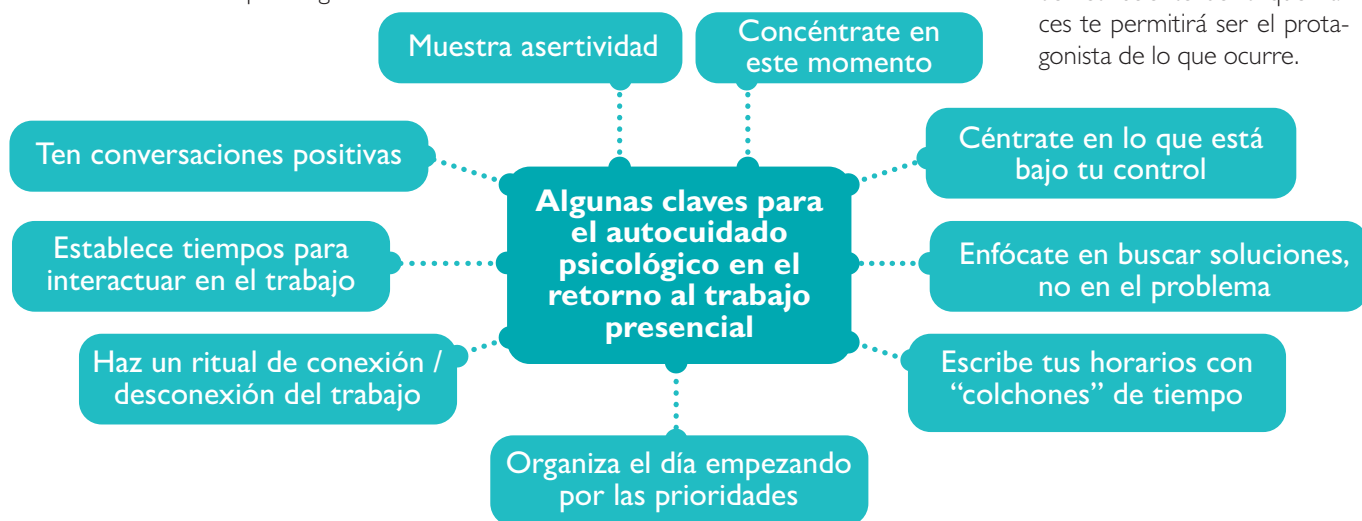 ces te permitirá ser el prota-
gonista de lo que ocurre.
Muestra asertividad
Concéntrate en
este momento
Ten conversaciones positivas
Céntrate en lo que está
bajo tu control
Algunas claves para
el autocuidado
psicológico en el
retorno al trabajo
presencial
Establece tiempos para
interactuar en el trabajo
Enfócate en buscar soluciones,
no en el problema
Haz un ritual de conexión /
desconexión del trabajo
Escribe tus horarios con
“colchones” de tiempo
Organiza el día empezando
por las prioridades